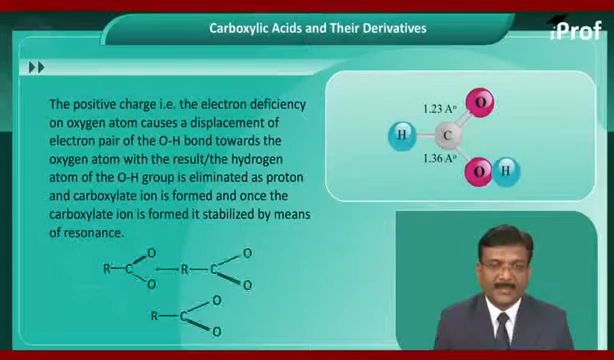 Carboxylic Acids and Their Derivatives
iProf
The positive charge i.e. the electron deficiency
on oxygen atom causes a displacement of
electron pair of the O-H bond towards the
oxygen atom with the result/the hydrogen
atom of the O-H group is eliminated as proton
and carboxylate ion is formed and once the
carboxylate ion is formed it stabilized by means
of resonance.
1.23 A°
O
H
C
1.36 A°
O
H
O
R—C
O
O
R—C
O
O
R—C
O